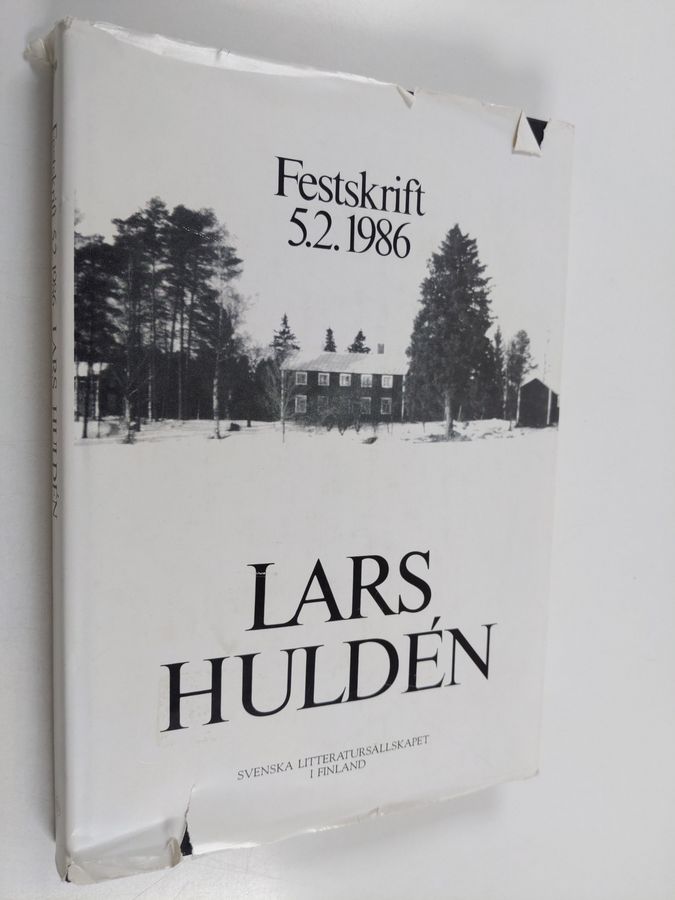 Festskrift
5.2.1986
LARS
HULDÉN
SVENSKA LITTERATURSÄLLSKAPET
I FINLAND
Festskrift 5.2.1986 LARS HULDÉN